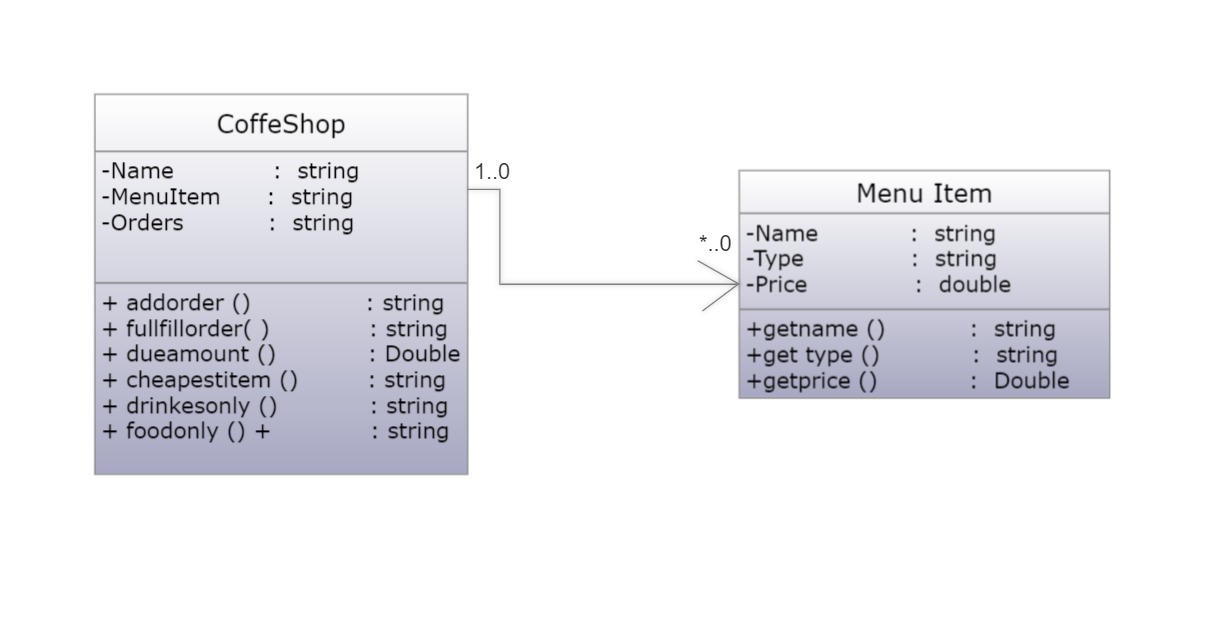 CoffeShop
-Name : string
-MenuItem : string
-Orders : string
+ addorder () : string
+ fullfillorder( ) : string
+ dueamount () : Double
+ cheapestitem () : string
+ drinkesonly () : string
+ foodonly () + : string
1..0
*..0
Menu Item
-Name : string
-Type : string
-Price : double
+getname () : string
+get type () : string
+getprice () : Double